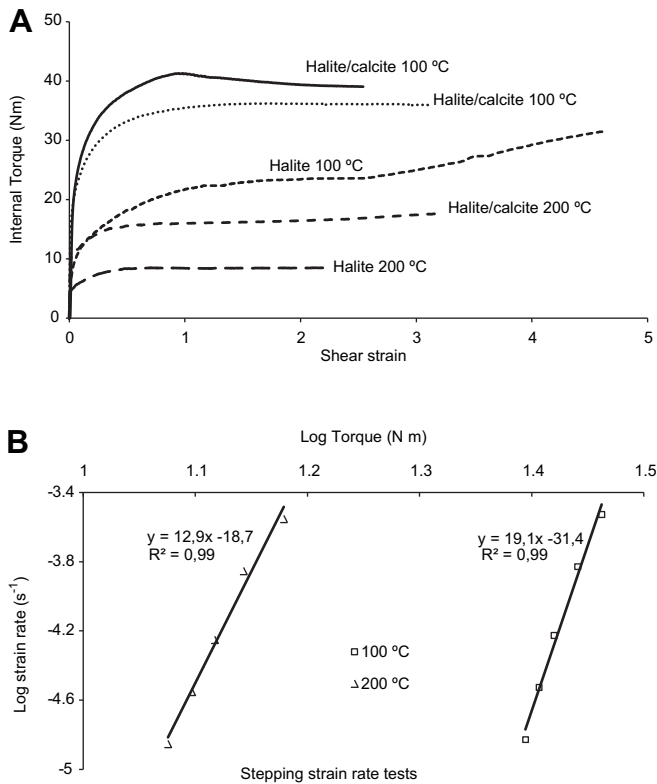 A
50
40
30
20
10
0
Internal Torque (Nm)
Halite/calcite 100 ºC
Halite/calcite 100 ºC
Halite 100 ºC
Halite/calcite 200 ºC
Halite 200 ºC
0 1 2 3 4 5
Shear strain
B
Log Torque (N m)
1 1.1 1.2 1.3 1.4 1.5
-3.4
-3.8
-4.2
-4.6
-5
Log strain rate (s-1)
y = 12,9x -18,7
R² = 0,99
y = 19,1x -31,4
R² = 0,99
100 ºC
200 ºC
Stepping strain rate tests